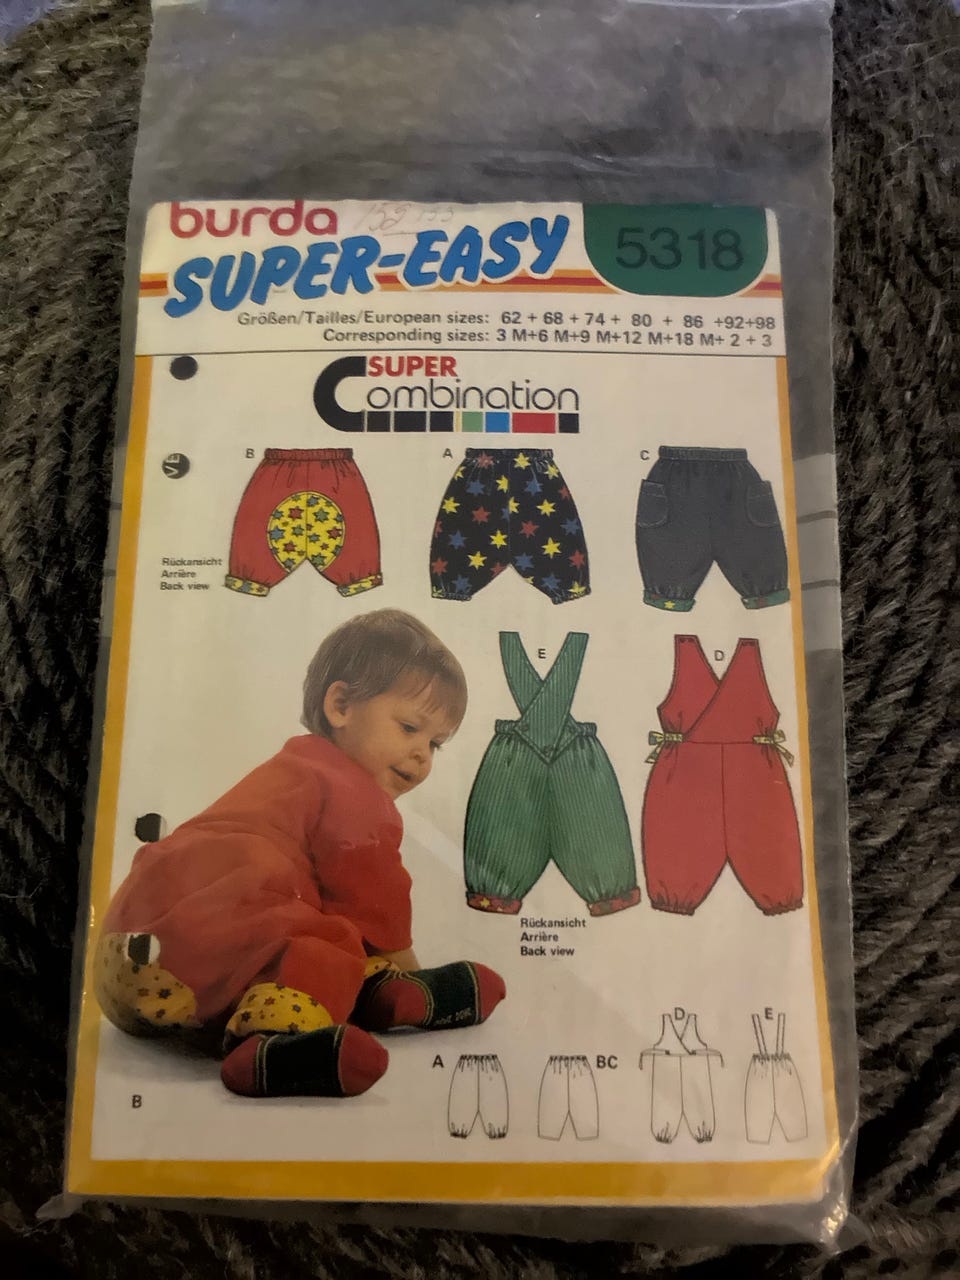 burda
SUPER-EASY
5318
Größen/Tailles/European sizes: 62 + 68 + 74 + 80 + 86 +92+98
Corresponding sizes: 3 M+6 M+9 M+12 M+18 M+ 2 + 3
SUPER
Combination
B
A
C
Rückansicht
Arrière
Back view
E
D
Rückansicht
Arrière
Back view
D
E
A
BC
B